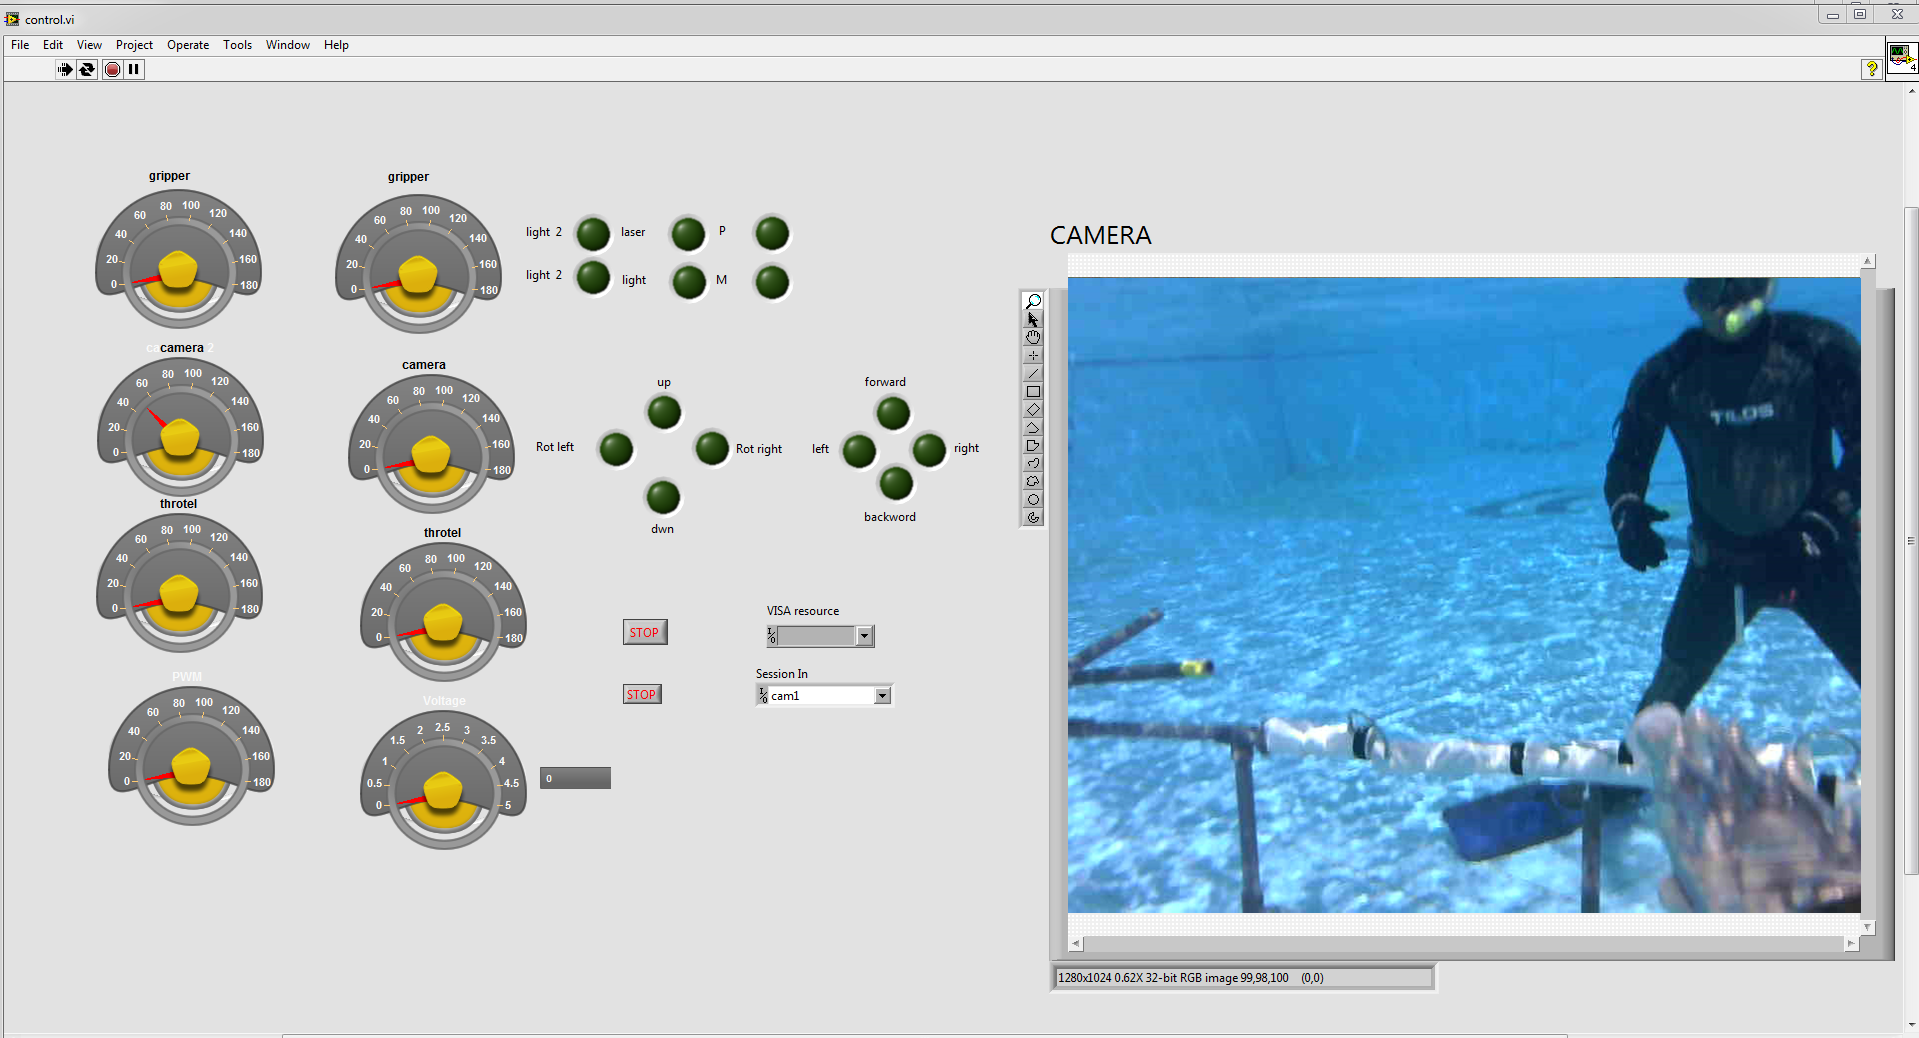 control.vi
File Edit View Project Operate Tools Window Help
4
gripper
0 20 40 60 80 100 120 140 160 180
gripper
0 20 40 60 80 100 120 140 160 180
light 2
laser
P
light 2
light
M
CAMERA
camera 2
camera
0 20 40 60 80 100 120 140 160 180
camera
0 20 40 60 80 100 120 140 160 180
up
Rot left
Rot right
dwn
forward
left
right
backword
TILOS
throtel
0 20 40 60 80 100 120 140 160 180
throtel
0 20 40 60 80 100 120 140 160 180
STOP
VISA resource
STOP
Session In
cam1
PWM
0 20 40 60 80 100 120 140 160 180
Voltage
0 0.5 1 1.5 2 2.5 3 3.5 4 4.5 5
0
1280x1024 0.62X 32-bit RGB image 99,98,100 (0,0)